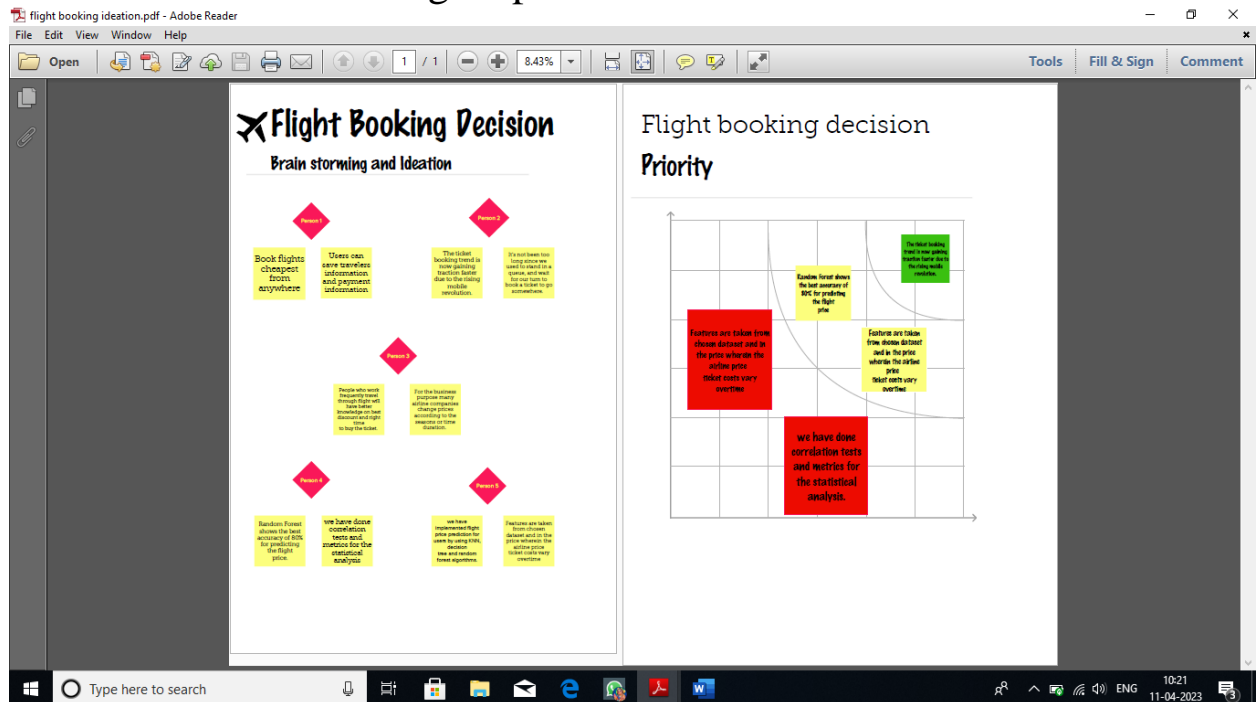 flight booking ideation.pdf - Adobe Reader
File Edit View Window Help
Open
1 / 1
8.43%
Tools
Fill & Sign
Comment
Flight Booking Decision
Brain storming and Ideation
Person 1
Book flights
cheapest
from
anywhere
Users can
save travelers
information
and payment
information
Person 2
The ticket
booking trend is
now gaining
traction faster
due to the rising
mobile
revolution.
It's not been too
long since we
used to stand in a
queue, and wait
for our turn to
book a ticket to go
somewhere.
Person 3
People who work
frequently travel
through flight will
have better
knowledge on best
discount and right
time
to buy the ticket.
For the business
purpose many
airline companies
change prices
according to the
seasons or time
duration.
Person 4
Random Forest
shows the best
accuracy of 80%
for predicting
the flight
price.
we have done
correlation
tests and
metrics for the
statistical
analysis
Person 5
we have
implemented flight
price prediction for
users by using KNN,
decision
tree and random
forest algorithms.
Features are taken
from chosen
dataset and in the
price wherein the
airline price
ticket costs vary
overtime
Flight booking decision
Priority
The ticket booking
trend is now gaining
traction faster due to
the rising mobile
revolution.
Random Forest shows
the best accuracy of
80% for predicting
the flight
price
Features are taken from
chosen dataset and in
the price wherein the
airline price
ticket costs vary
overtime
Features are taken
from chosen dataset
and in the price
wherein the airline
price
ticket costs vary
overtime
we have done
correlation tests
and metrics for
the statistical
analysis.
Type here to search
ENG
10:21
11-04-2023
3